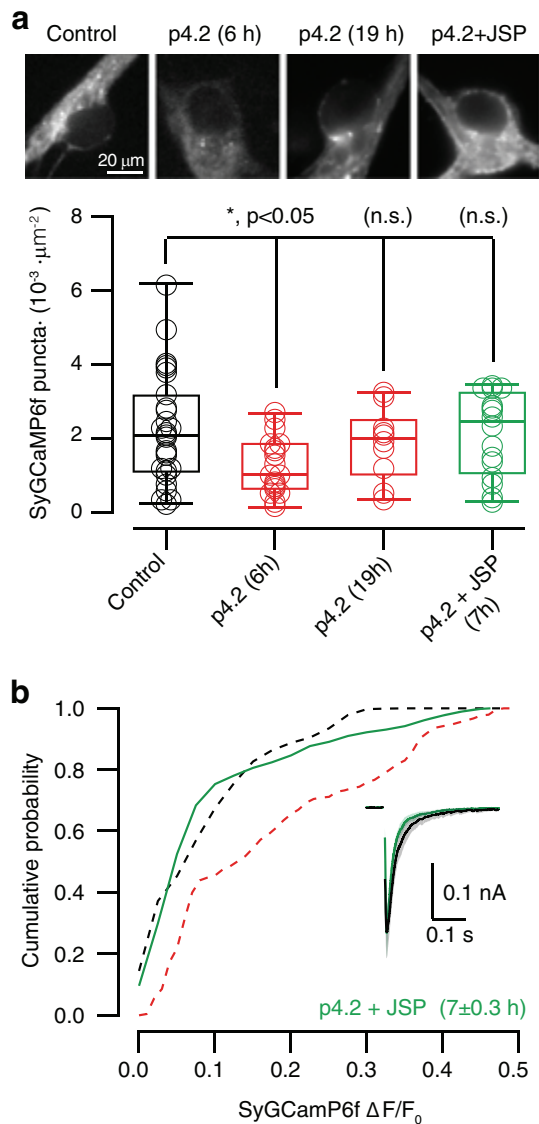 a
Control p4.2 (6 h) p4.2 (19 h) p4.2+JSP
20 µm
*, p<0.05 (n.s.) (n.s.)
SyGCaMP6f puncta· (10⁻³ ·µm⁻²)
8
6
4
2
0
Control
p4.2 (6h)
p4.2 (19h)
p4.2 + JSP
(7h)
b
Cumulative probability
1.0
0.8
0.6
0.4
0.2
0.0
0.1 nA
0.1 s
p4.2 + JSP (7±0.3 h)
0.0 0.1 0.2 0.3 0.4 0.5
SyGCamP6f ΔF/F₀